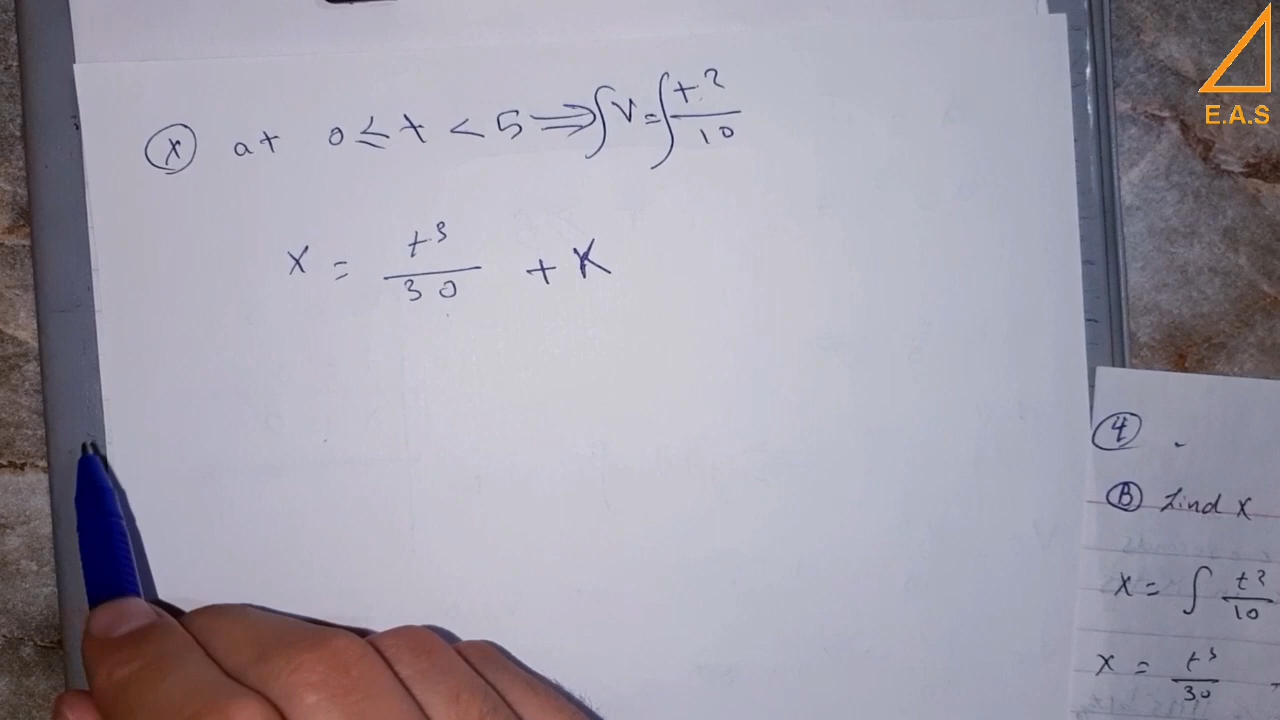 Ⓧ at 0 ≤ t < 5 ⇒ ∫V = ∫t²/10
X = t³/30 + K
E.A.S
④ -
Ⓑ find X
X = ∫ t²/10
X = t³/30